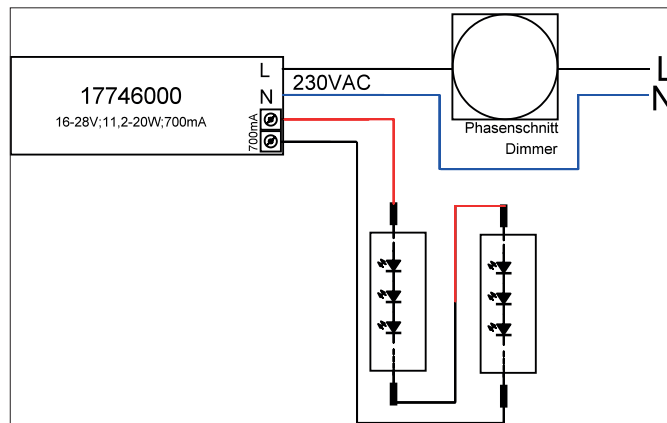 L
17746000
N
230VAC
16-28V;11,2-20W;700mA
700mA
Phasenschnitt
Dimmer
L
N